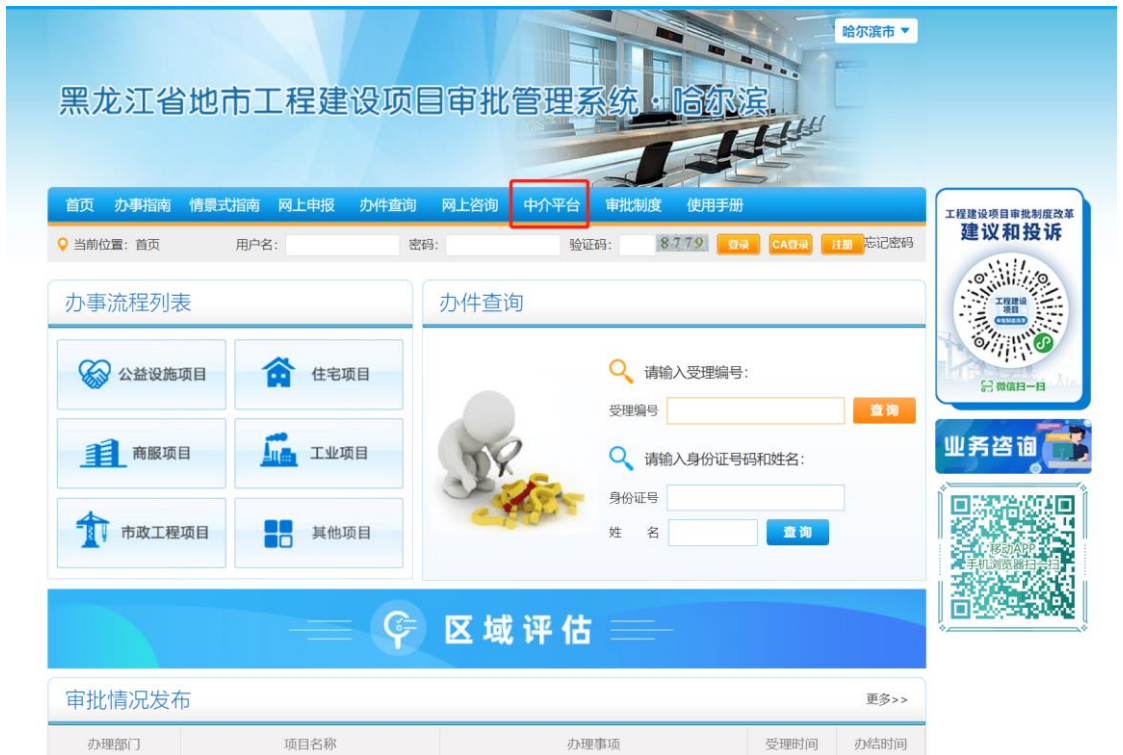 哈尔滨市
黑龙江省地市工程建设项目审批管理系统·哈尔滨
首页 办事指南 情景式指南 网上申报 办件查询 网上咨询 中介平台 审批制度 使用手册
当前位置：首页 用户名： 密码： 验证码： 8779 登录 CA登录 注册 忘记密码
办事流程列表
公益设施项目 住宅项目
商服项目 工业项目
市政工程项目 其他项目
办件查询
请输入受理编号：
受理编号 查询
请输入身份证号码和姓名：
身份证号
姓 名 查询
工程建设项目审批制度改革
建议和投诉
工程建设
项目
微信扫一扫
业务咨询
移动APP
手机浏览器扫一扫
区域评估
审批情况发布 更多>>
办理部门 项目名称 办理事项 受理时间 办结时间